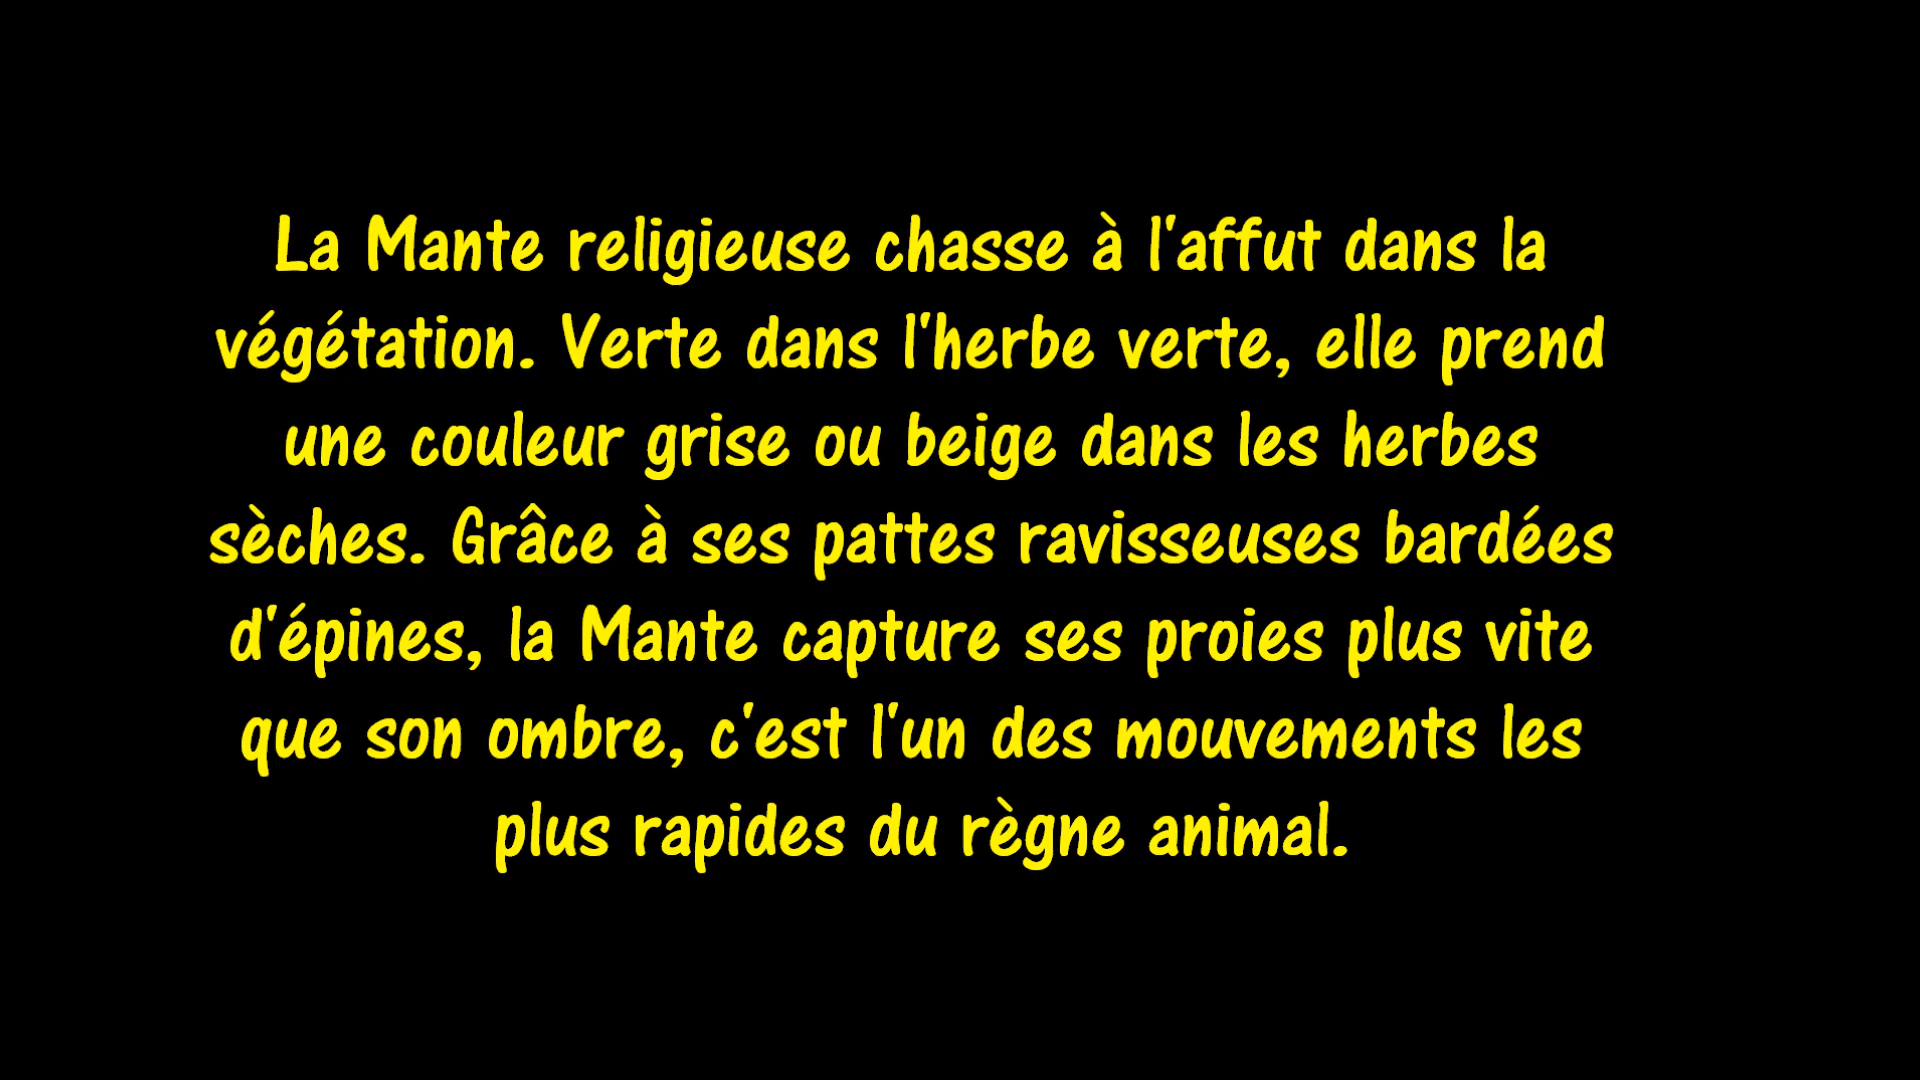 La Mante religieuse chasse à l'affut dans la
végétation. Verte dans l'herbe verte, elle prend
une couleur grise ou beige dans les herbes
sèches. Grâce à ses pattes ravisseuses bardées
d'épines, la Mante capture ses proies plus vite
que son ombre, c'est l'un des mouvements les
plus rapides du règne animal.